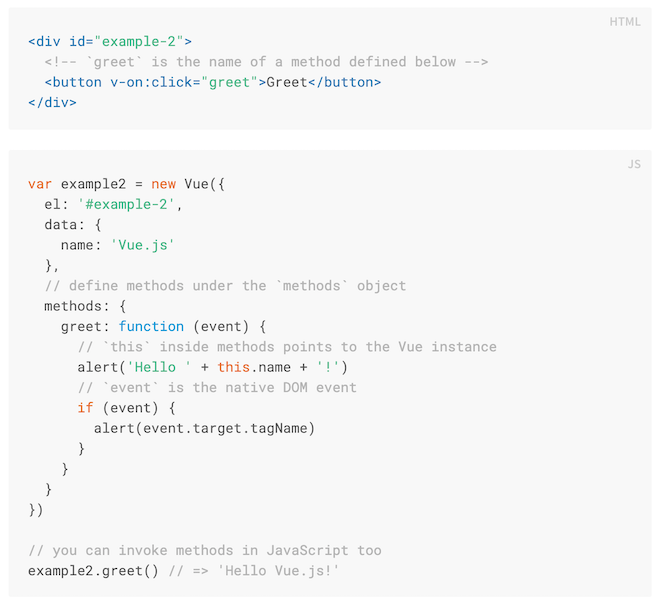 HTML
<div id="example-2">
  <!-- `greet` is the name of a method defined below -->
  <button v-on:click="greet">Greet</button>
</div>
JS
var example2 = new Vue({
  el: '#example-2',
  data: {
    name: 'Vue.js'
  },
  // define methods under the `methods` object
  methods: {
    greet: function (event) {
      // `this` inside methods points to the Vue instance
      alert('Hello ' + this.name + '!')
      // `event` is the native DOM event
      if (event) {
        alert(event.target.tagName)
      }
    }
  }
})

// you can invoke methods in JavaScript too
example2.greet() // => 'Hello Vue.js!'